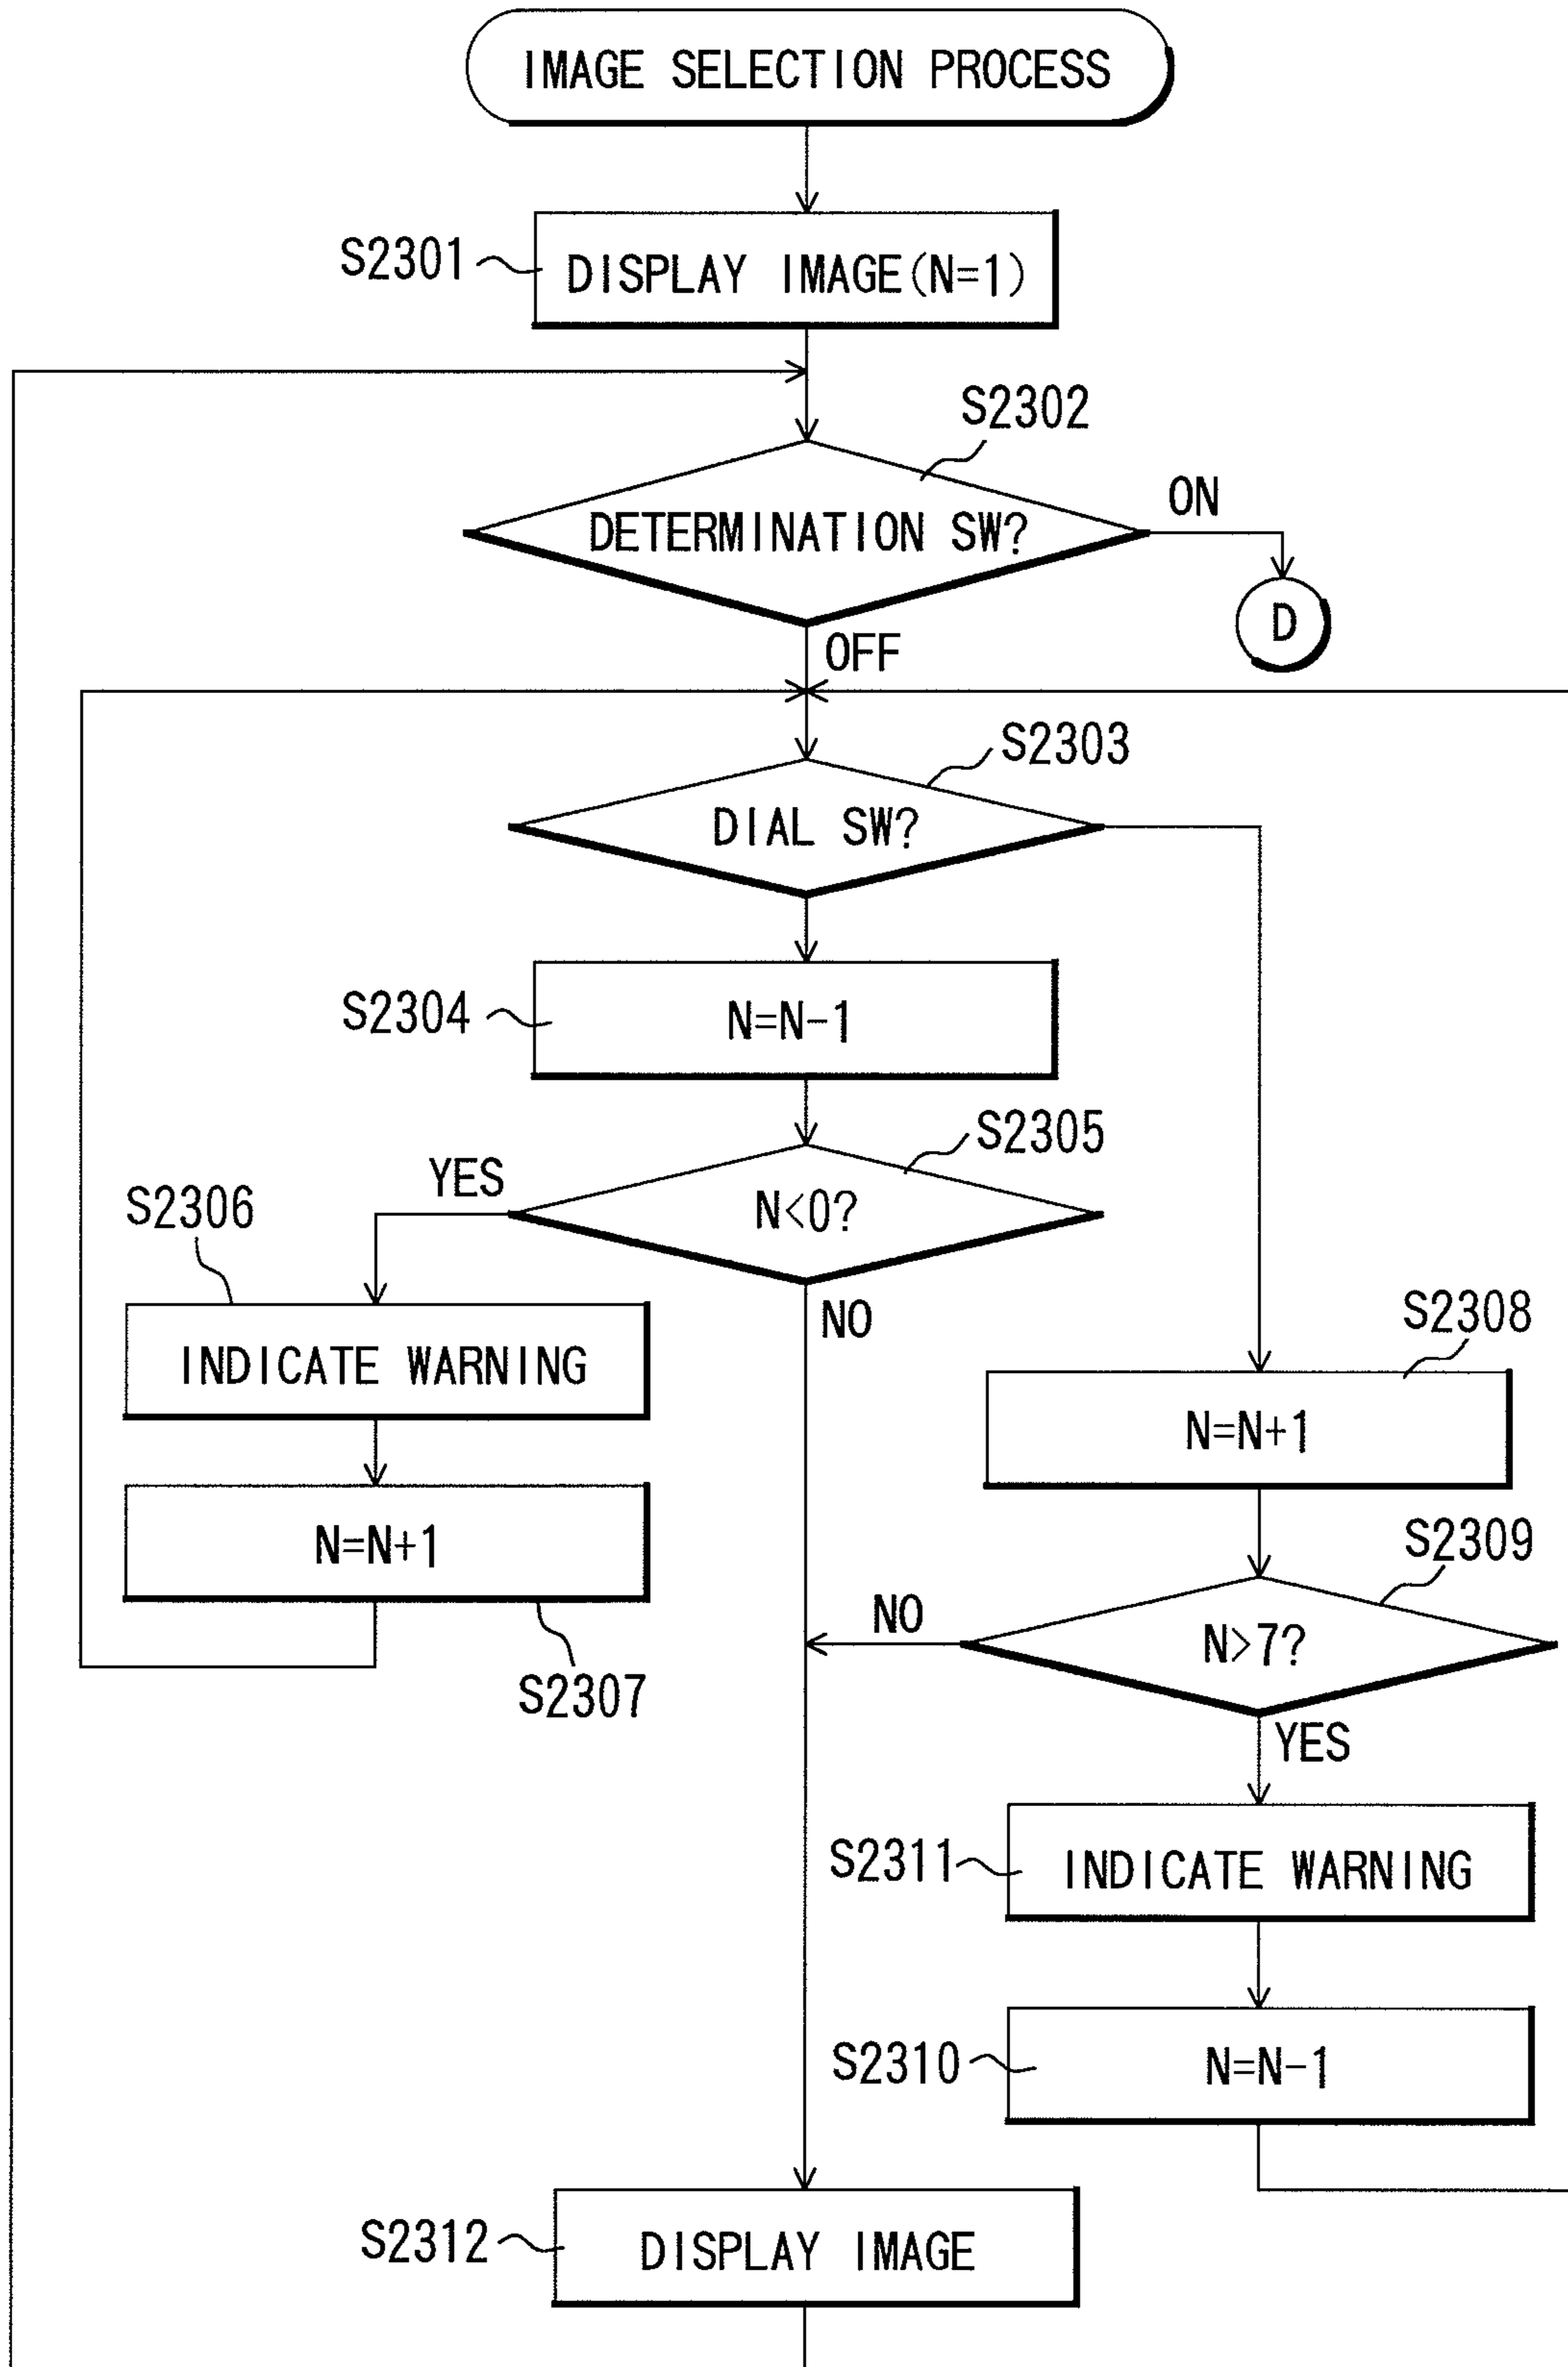 IMAGE SELECTION PROCESS
S2301
DISPLAY IMAGE(N=1)
S2302
DETERMINATION SW?
ON
D
OFF
S2303
DIAL SW?
S2304
N=N-1
S2305
N<0?
YES
NO
S2306
INDICATE WARNING
N=N+1
S2307
S2308
N=N+1
S2309
N>7?
NO
YES
S2311
INDICATE WARNING
S2310
N=N-1
S2312
DISPLAY IMAGE